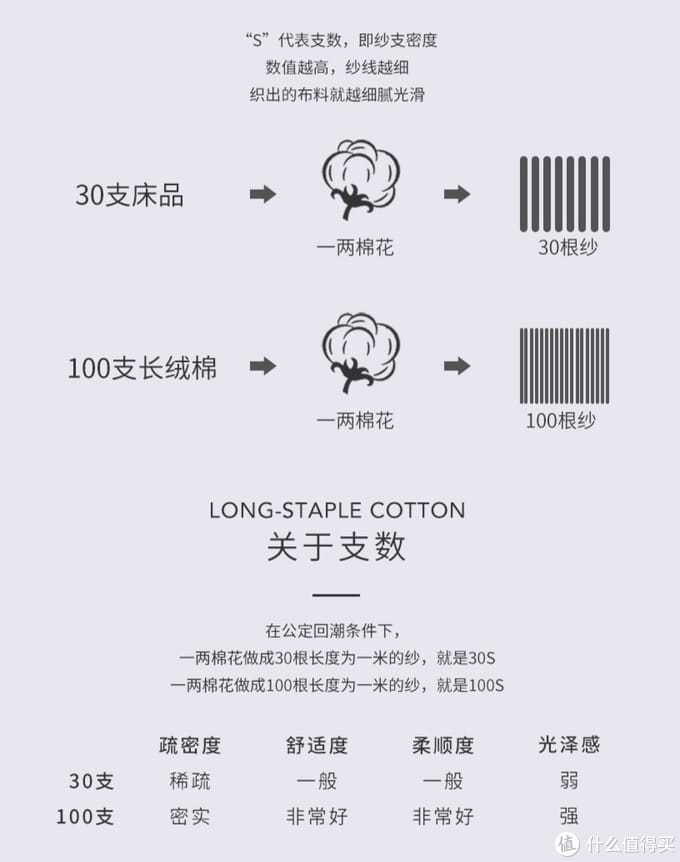 “S”代表支数，即纱支密度
数值越高，纱线越细
织出的布料就越细腻光滑
30支床品
一两棉花
30根纱
100支长绒棉
一两棉花
100根纱
LONG-STAPLE COTTON
关于支数
在公定回潮条件下，
一两棉花做成30根长度为一米的纱，就是30S
一两棉花做成100根长度为一米的纱，就是100S
疏密度 舒适度 柔顺度 光泽感
30支 稀疏 一般 一般 弱
100支 密实 非常好 非常好 强
值 什么值得买